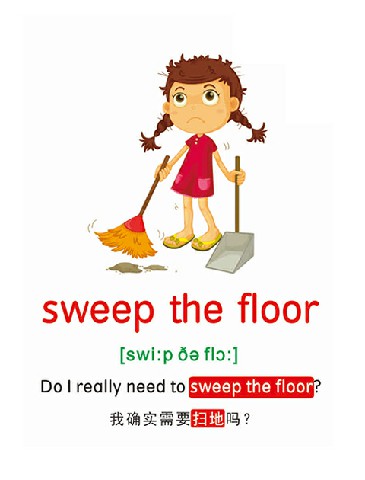 sweep the floor
[swiːp ðə flɔː]
Do I really need to sweep the floor?
我确实需要扫地吗？